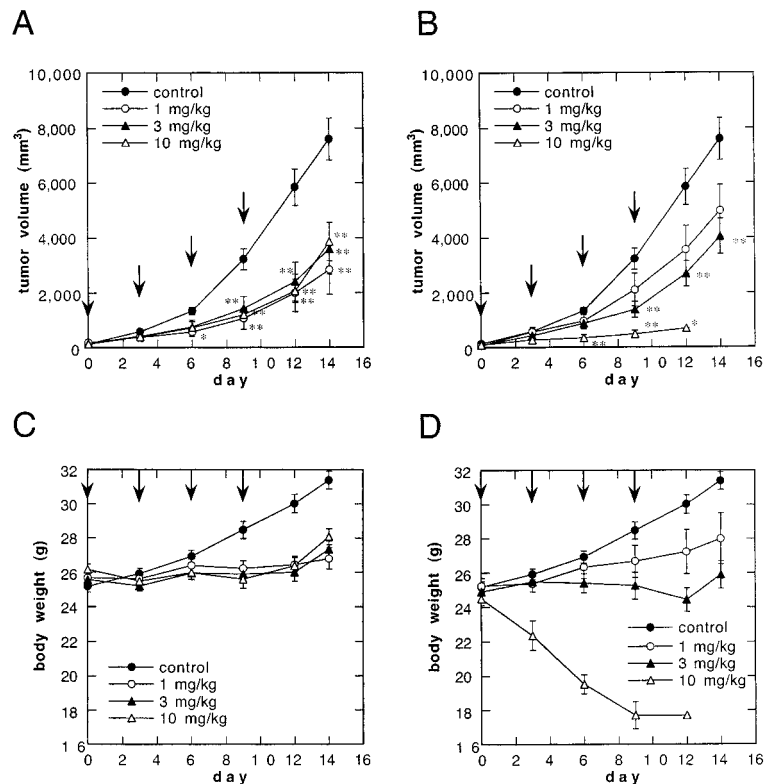 A
10,000
8,000
6,000
4,000
2,000
0
tumor volume (mm³)
control
1 mg/kg
3 mg/kg
10 mg/kg
*
**
**
**
**
**
**
**
**
**
0 2 4 6 8 10 12 14 16
day
B
10,000
8,000
6,000
4,000
2,000
0
tumor volume (mm³)
control
1 mg/kg
3 mg/kg
10 mg/kg
**
**
**
**
*
**
0 2 4 6 8 10 12 14 16
day
C
32
30
28
26
24
22
20
18
16
body weight (g)
control
1 mg/kg
3 mg/kg
10 mg/kg
0 2 4 6 8 10 12 14 16
day
D
32
30
28
26
24
22
20
18
16
body weight (g)
control
1 mg/kg
3 mg/kg
10 mg/kg
0 2 4 6 8 10 12 14 16
day